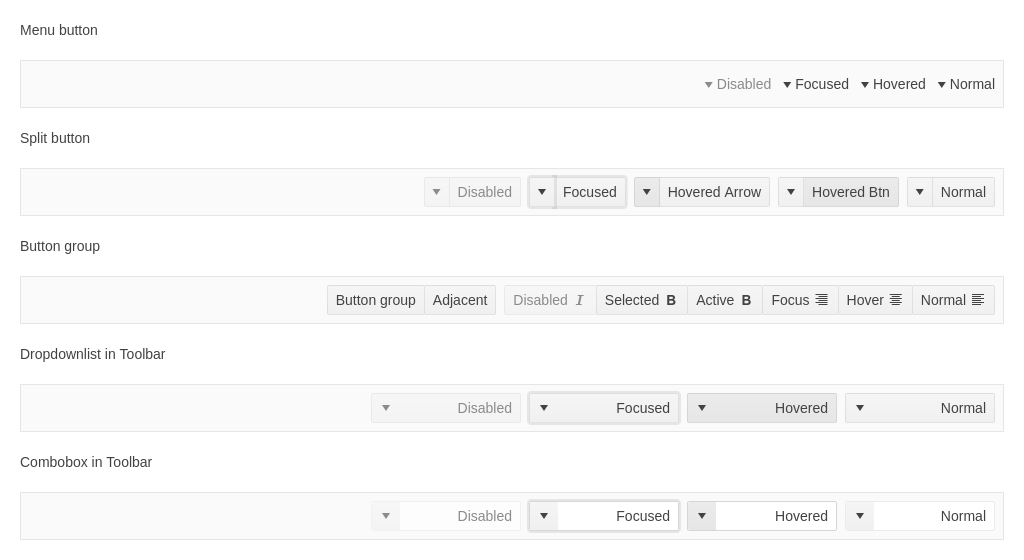 Menu button
Disabled Focused Hovered Normal
Split button
Disabled Focused Hovered Arrow Hovered Btn Normal
Button group
Button group Adjacent Disabled I Selected B Active B Focus Hover Normal
Dropdownlist in Toolbar
Disabled Focused Hovered Normal
Combobox in Toolbar
Disabled Focused Hovered Normal